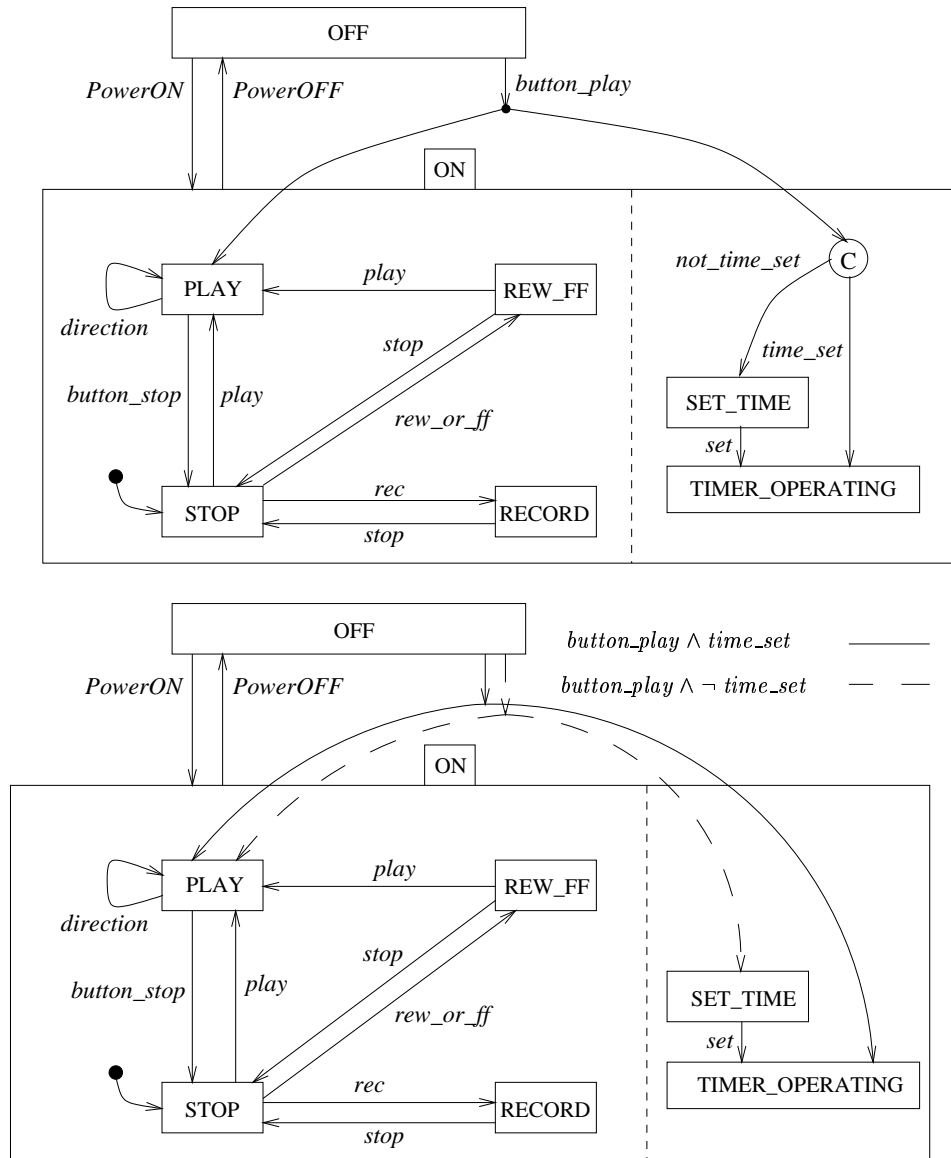 OFF
PowerON
PowerOFF
button_play
ON
not_time_set
C
PLAY
play
REW_FF
direction
stop
time_set
button_stop
play
rew_or_ff
SET_TIME
set
STOP
rec
RECORD
stop
TIMER_OPERATING
OFF
button_play ∧ time_set
PowerON
PowerOFF
button_play ∧ ¬ time_set
ON
PLAY
play
REW_FF
direction
stop
button_stop
play
rew_or_ff
SET_TIME
set
STOP
rec
RECORD
stop
TIMER_OPERATING